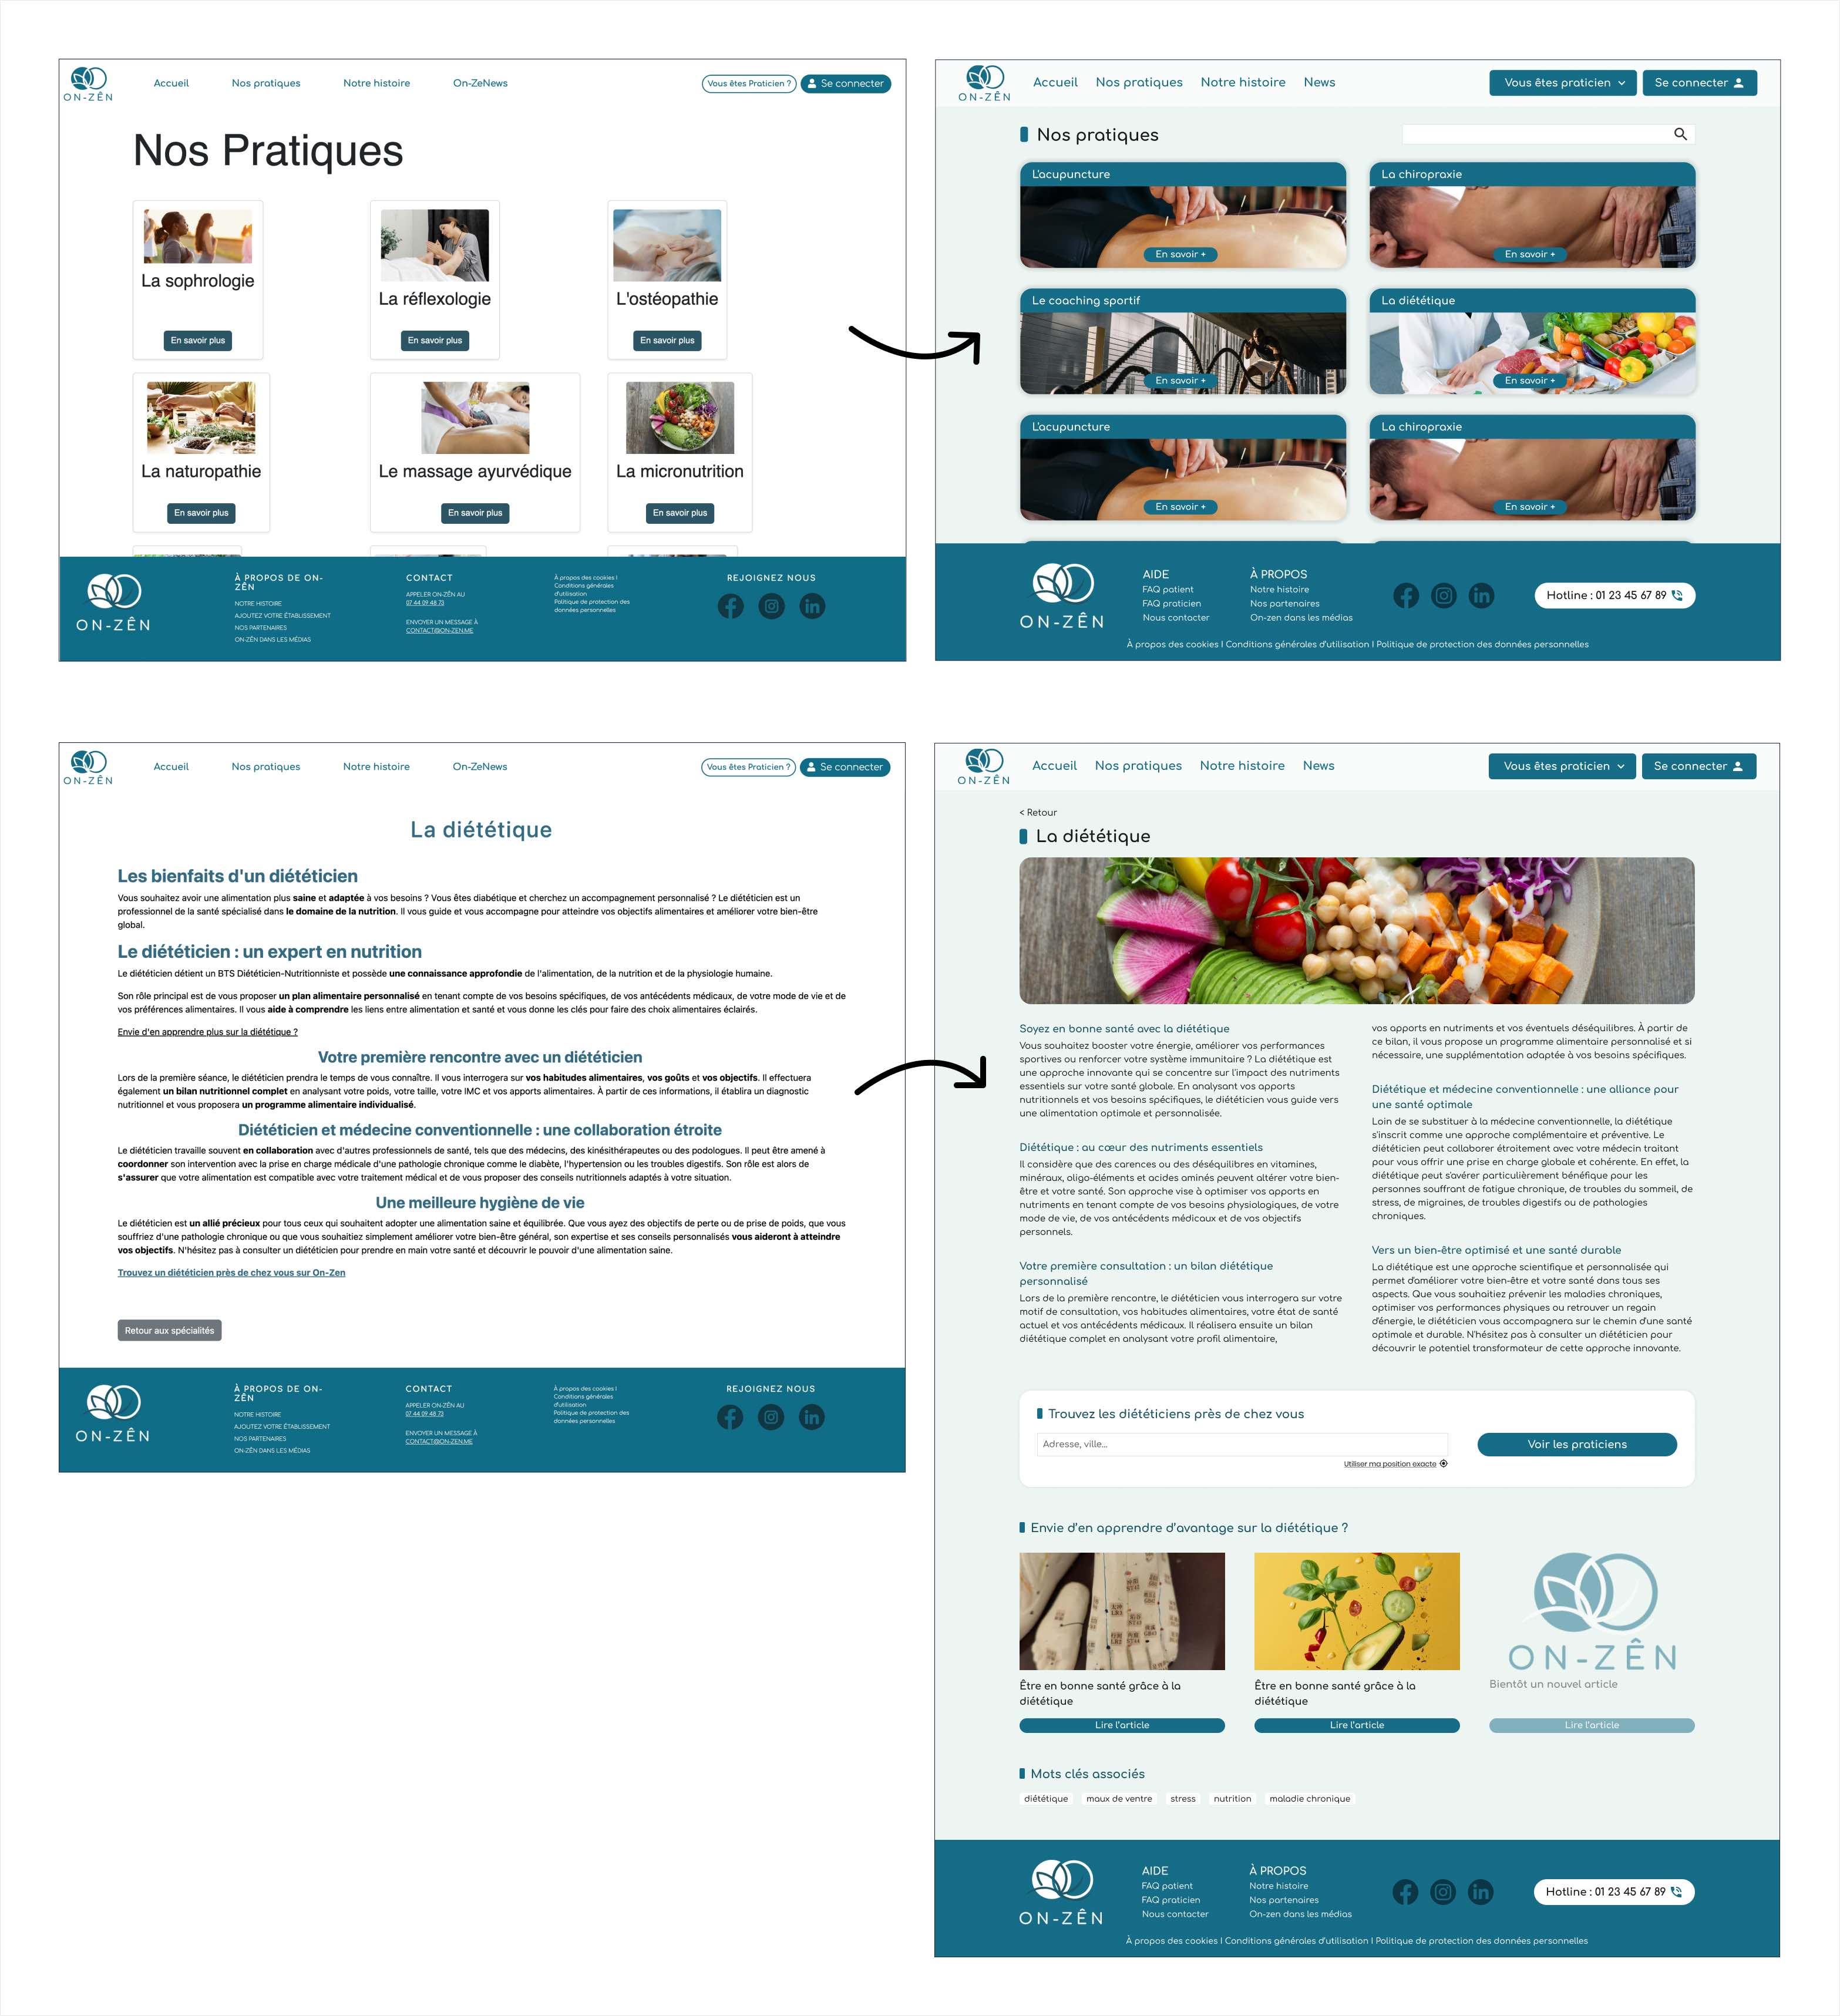 ON-ZÊN
Accueil
Nos pratiques
Notre histoire
On-ZeNews
Vous êtes Praticien ?
Se connecter
Nos Pratiques
La sophrologie
En savoir plus
La réflexologie
En savoir plus
L'ostéopathie
En savoir plus
La naturopathie
En savoir plus
Le massage ayurvédique
En savoir plus
La micronutrition
En savoir plus
ON-ZÊN
À PROPOS DE ON-
ZÊN
NOTRE HISTOIRE
AJOUTEZ VOTRE ÉTABLISSEMENT
NOS PARTENAIRES
ON-ZÊN DANS LES MÉDIAS
CONTACT
APPELER ON-ZÊN AU
07 44 09 48 73
ENVOYER UN MESSAGE À
CONTACT@ON-ZEN.ME
À propos des cookies I
Conditions générales
d'utilisation
Politique de protection des
données personnelles
REJOIGNEZ NOUS
ON-ZÊN
Accueil
Nos pratiques
Notre histoire
News
Vous êtes praticien
Se connecter
Nos pratiques
L'acupuncture
En savoir +
La chiropraxie
En savoir +
Le coaching sportif
En savoir +
La diététique
En savoir +
L'acupuncture
En savoir +
La chiropraxie
En savoir +
ON-ZÊN
AIDE
FAQ patient
FAQ praticien
Nous contacter
À PROPOS
Notre histoire
Nos partenaires
On-zen dans les médias
Hotline : 01 23 45 67 89
À propos des cookies I Conditions générales d'utilisation I Politique de protection des données personnelles
ON-ZÊN
Accueil
Nos pratiques
Notre histoire
On-ZeNews
Vous êtes Praticien ?
Se connecter
La diététique
Les bienfaits d'un diététicien
Vous souhaitez avoir une alimentation plus saine et adaptée à vos besoins ? Vous êtes diabétique et cherchez un accompagnement personnalisé ? Le diététicien est un
professionnel de la santé spécialisé dans le domaine de la nutrition. Il vous guide et vous accompagne pour atteindre vos objectifs alimentaires et améliorer votre bien-être
global.
Le diététicien : un expert en nutrition
Le diététicien détient un BTS Diététicien-Nutritionniste et possède une connaissance approfondie de l'alimentation, de la nutrition et de la physiologie humaine.
Son rôle principal est de vous proposer un plan alimentaire personnalisé en tenant compte de vos besoins spécifiques, de vos antécédents médicaux, de votre mode de vie et de
vos préférences alimentaires. Il vous aide à comprendre les liens entre alimentation et santé et vous donne les clés pour faire des choix alimentaires éclairés.
Envie d'en apprendre plus sur la diététique ?
Votre première rencontre avec un diététicien
Lors de la première séance, le diététicien prendra le temps de vous connaître. Il vous interrogera sur vos habitudes alimentaires, vos goûts et vos objectifs. Il effectuera
également un bilan nutritionnel complet en analysant votre poids, votre taille, votre IMC et vos apports alimentaires. À partir de ces informations, il établira un diagnostic
nutritionnel et vous proposera un programme alimentaire individualisé.
Diététicien et médecine conventionnelle : une collaboration étroite
Le diététicien travaille souvent en collaboration avec d'autres professionnels de santé, tels que des médecins, des kinésithérapeutes ou des podologues. Il peut être amené à
coordonner son intervention avec la prise en charge médicale d'une pathologie chronique comme le diabète, l'hypertension ou les troubles digestifs. Son rôle est alors de
s'assurer que votre alimentation est compatible avec votre traitement médical et de vous proposer des conseils nutritionnels adaptés à votre situation.
Une meilleure hygiène de vie
Le diététicien est un allié précieux pour tous ceux qui souhaitent adopter une alimentation saine et équilibrée. Que vous ayez des objectifs de perte ou de prise de poids, que vous
souffriez d'une pathologie chronique ou que vous souhaitiez simplement améliorer votre bien-être général, son expertise et ses conseils personnalisés vous aideront à atteindre
vos objectifs. N'hésitez pas à consulter un diététicien pour prendre en main votre santé et découvrir le pouvoir d'une alimentation saine.
Trouvez un diététicien près de chez vous sur On-Zen
Retour aux spécialités
ON-ZÊN
À PROPOS DE ON-
ZÊN
NOTRE HISTOIRE
AJOUTEZ VOTRE ÉTABLISSEMENT
NOS PARTENAIRES
ON-ZÊN DANS LES MÉDIAS
CONTACT
APPELER ON-ZÊN AU
07 44 09 48 73
ENVOYER UN MESSAGE À
CONTACT@ON-ZEN.ME
À propos des cookies I
Conditions générales
d'utilisation
Politique de protection des
données personnelles
REJOIGNEZ NOUS
ON-ZÊN
Accueil
Nos pratiques
Notre histoire
News
Vous êtes praticien
Se connecter
< Retour
La diététique
Soyez en bonne santé avec la diététique
Vous souhaitez booster votre énergie, améliorer vos performances
sportives ou renforcer votre système immunitaire ? La diététique est
une approche innovante qui se concentre sur l'impact des nutriments
essentiels sur votre santé globale. En analysant vos apports
nutritionnels et vos besoins spécifiques, le diététicien vous guide vers
une alimentation optimale et personnalisée.
Diététique : au cœur des nutriments essentiels
Il considère que des carences ou des déséquilibres en vitamines,
minéraux, oligo-éléments et acides aminés peuvent altérer votre bien-
être et votre santé. Son approche vise à optimiser vos apports en
nutriments en tenant compte de vos besoins physiologiques, de votre
mode de vie, de vos antécédents médicaux et de vos objectifs
personnels.
Votre première consultation : un bilan diététique
personnalisé
Lors de la première rencontre, le diététicien vous interrogera sur votre
motif de consultation, vos habitudes alimentaires, votre état de santé
actuel et vos antécédents médicaux. Il réalisera ensuite un bilan
diététique complet en analysant votre profil alimentaire,
vos apports en nutriments et vos éventuels déséquilibres. À partir de
ce bilan, il vous propose un programme alimentaire personnalisé et si
nécessaire, une supplémentation adaptée à vos besoins spécifiques.
Diététique et médecine conventionnelle : une alliance pour
une santé optimale
Loin de se substituer à la médecine conventionnelle, la diététique
s'inscrit comme une approche complémentaire et préventive. Le
diététicien peut collaborer étroitement avec votre médecin traitant
pour vous offrir une prise en charge globale et cohérente. En effet, la
diététique peut s'avérer particulièrement bénéfique pour les
personnes souffrant de fatigue chronique, de troubles du sommeil, de
stress, de migraines, de troubles digestifs ou de pathologies
chroniques.
Vers un bien-être optimisé et une santé durable
La diététique est une approche scientifique et personnalisée qui
permet d'améliorer votre bien-être et votre santé dans tous ses
aspects. Que vous souhaitiez prévenir les maladies chroniques,
optimiser vos performances physiques ou retrouver un regain
d'énergie, le diététicien vous accompagnera sur le chemin d'une santé
optimale et durable. N'hésitez pas à consulter un diététicien pour
découvrir le potentiel transformateur de cette approche innovante.
Trouvez les diététiciens près de chez vous
Adresse, ville...
Utiliser ma position exacte
Voir les praticiens
Envie d'en apprendre d'avantage sur la diététique ?
Être en bonne santé grâce à la
diététique
Lire l'article
Être en bonne santé grâce à la
diététique
Lire l'article
ON-ZÊN
Bientôt un nouvel article
Lire l'article
Mots clés associés
diététique
maux de ventre
stress
nutrition
maladie chronique
ON-ZÊN
AIDE
FAQ patient
FAQ praticien
Nous contacter
À PROPOS
Notre histoire
Nos partenaires
On-zen dans les médias
Hotline : 01 23 45 67 89
À propos des cookies I Conditions générales d'utilisation I Politique de protection des données personnelles